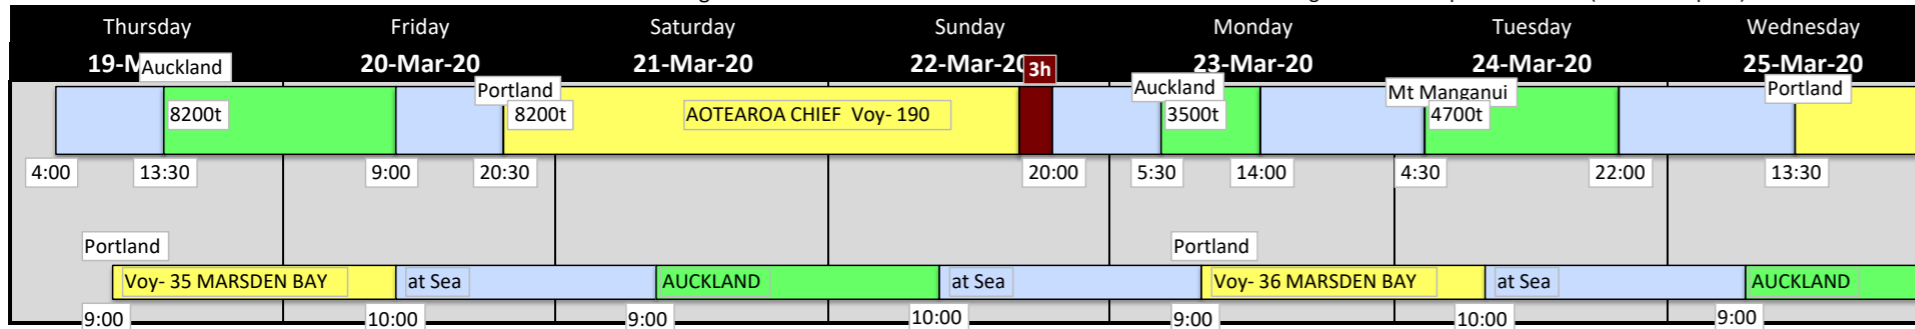 Thursday Friday Saturday Sunday Monday Tuesday Wednesday
19-M 20-Mar-20 21-Mar-20 22-Mar-20 23-Mar-20 24-Mar-20 25-Mar-20
Auckland 3h
Portland Auckland Mt Manganui Portland
8200t 8200t AOTEAROA CHIEF Voy- 190 3500t 4700t
4:00 13:30 9:00 20:30 20:00 5:30 14:00 4:30 22:00 13:30
Portland Portland
Voy- 35 MARSDEN BAY at Sea AUCKLAND at Sea Voy- 36 MARSDEN BAY at Sea AUCKLAND
9:00 10:00 9:00 10:00 9:00 10:00 9:00